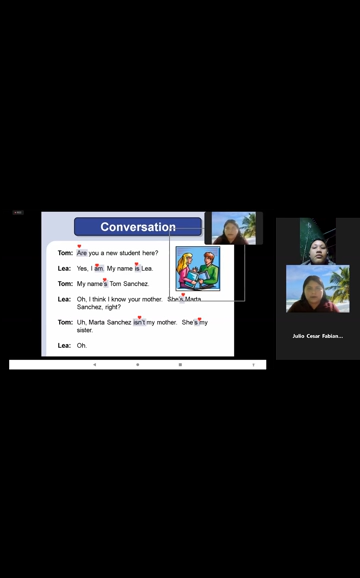 Conversation
Tom: Are you a new student here?
Lea: Yes, I am. My name is Lea.
Tom: My name's Tom Sanchez.
Lea: Oh, I think I know your mother. She's Marta
Sanchez, right?
Tom: Uh, Marta Sanchez isn't my mother. She's my
sister.
Lea: Oh.
Julio Cesar Fabian...